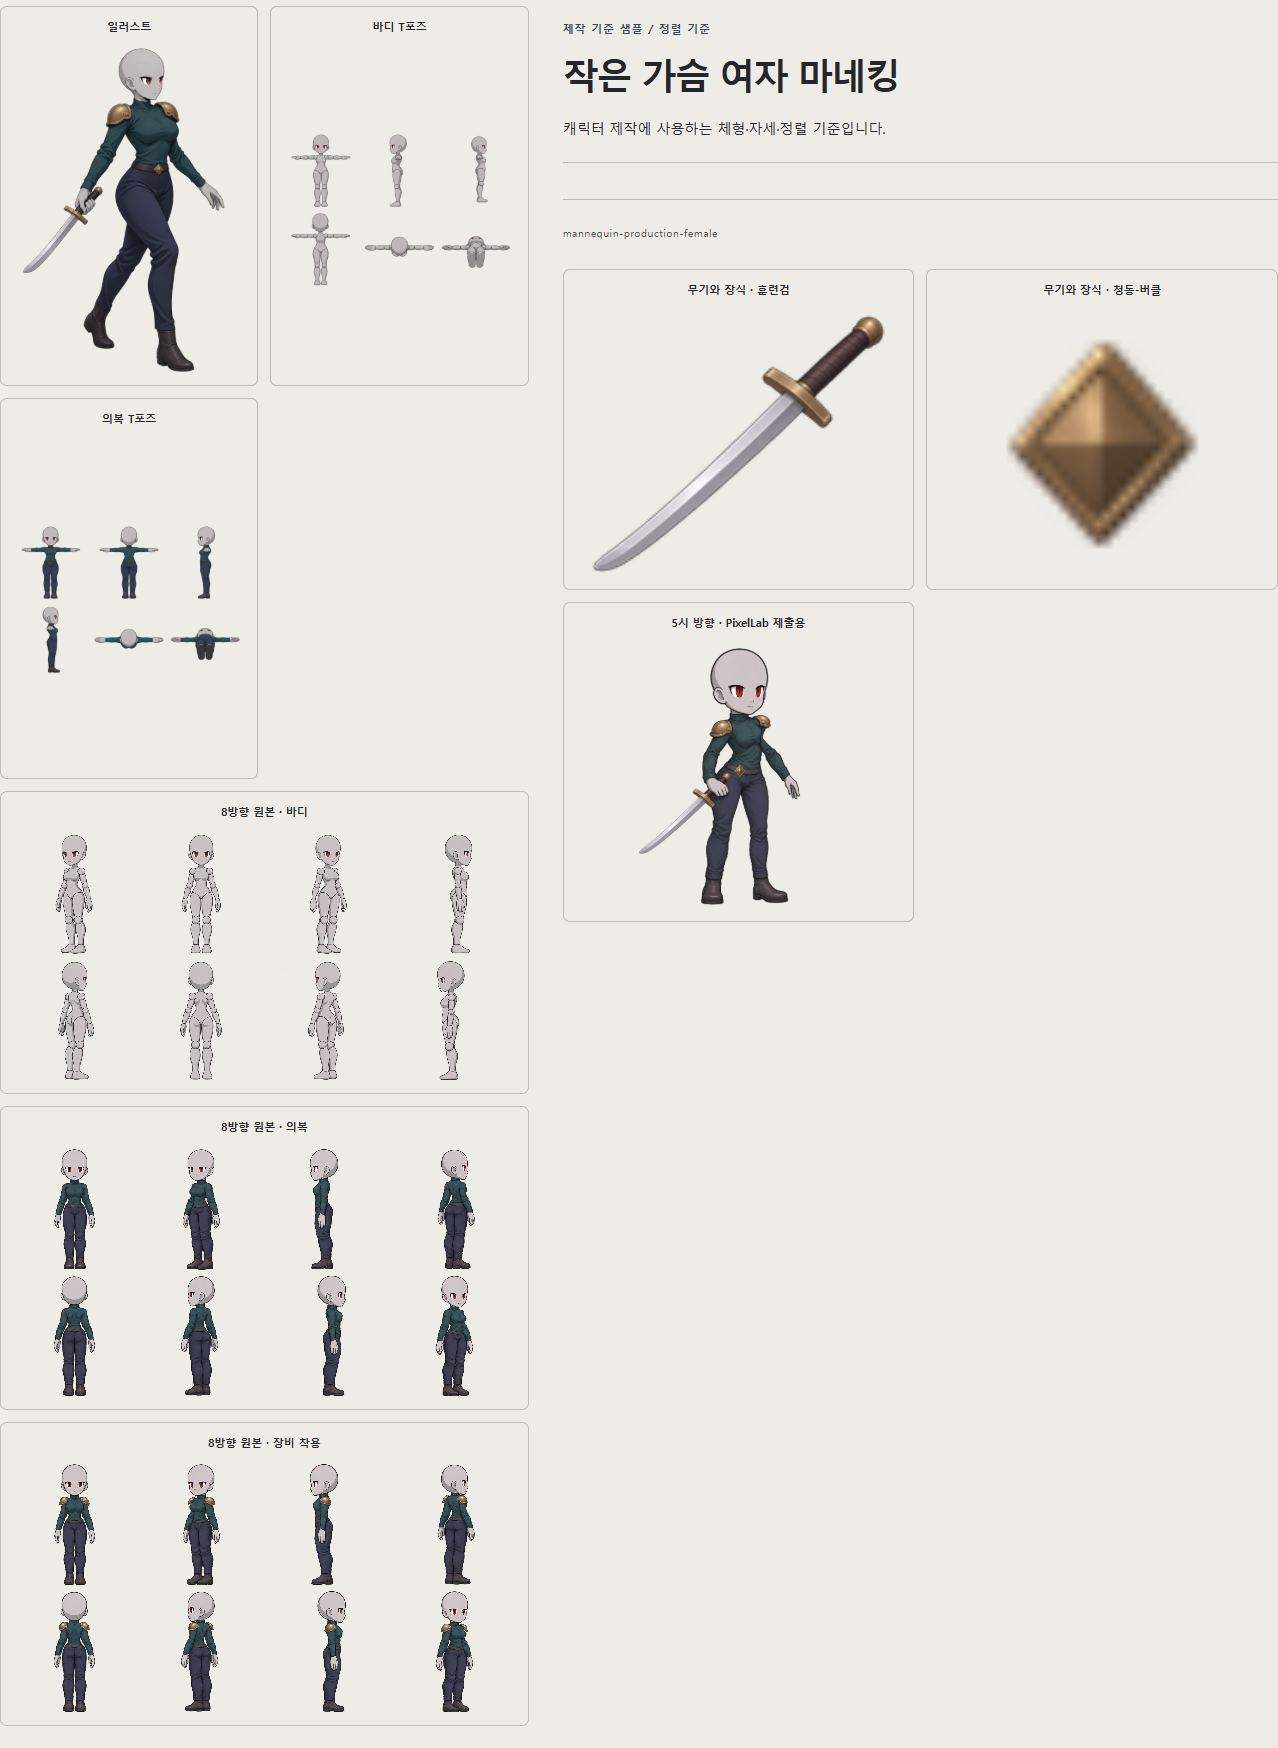 일러스트
바디 T포즈
의복 T포즈
8방향 원본 · 바디
8방향 원본 · 의복
8방향 원본 · 장비 착용
제작 기준 샘플 / 정렬 기준
작은 가슴 여자 마네킹
캐릭터 제작에 사용하는 체형·자세·정렬 기준입니다.
mannequin-production-female
무기와 장식 · 훈련검
무기와 장식 · 청동-버클
5시 방향 · PixelLab 제출용